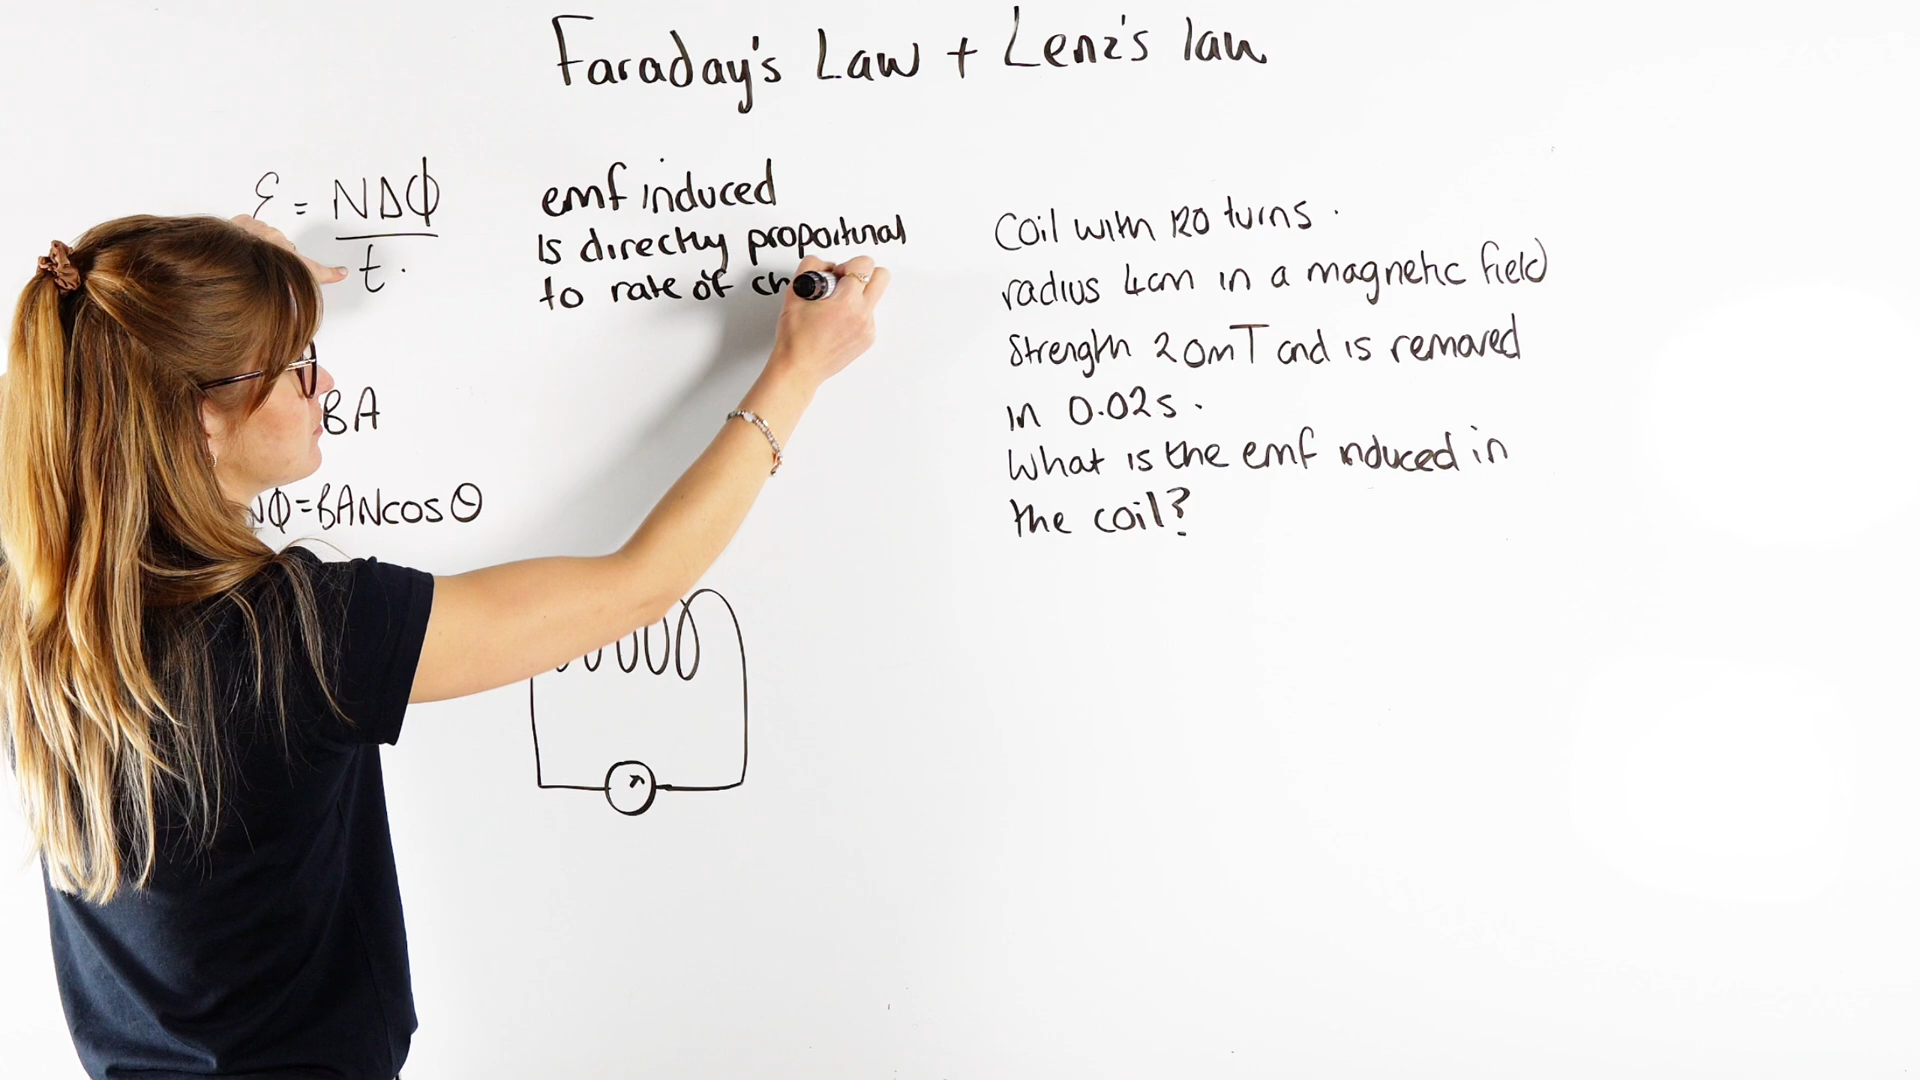 Faraday's Law + Lenz's law
ε = NΔΦ
t.
BA
NΦ=BANcosΘ
emf induced
is directly proportional
to rate of ch
Coil with 120 turns.
radius 4cm in a magnetic field
strength 20mT and is removed
in 0.02s.
What is the emf induced in
the coil?